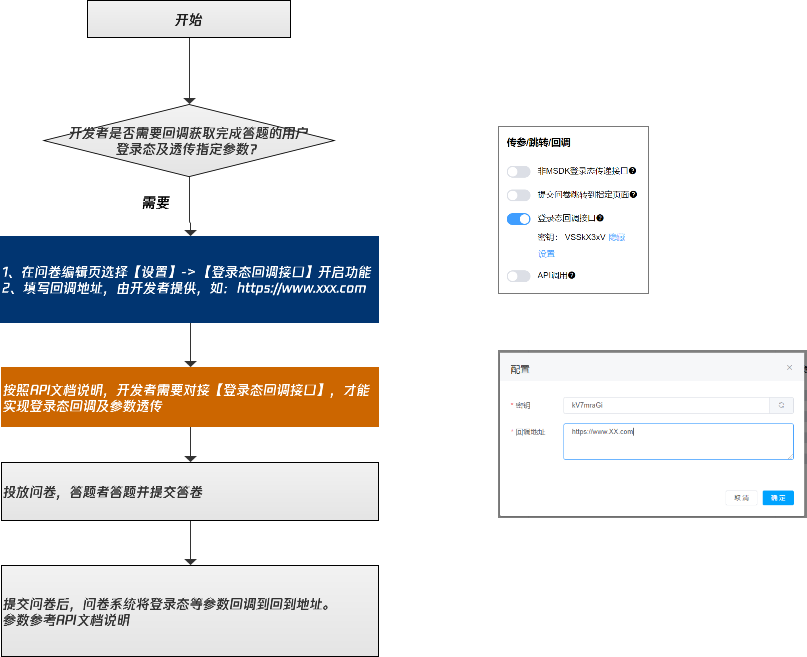 开始
开发者是否需要回调获取完成答题的用户
登录态及透传指定参数？
需要
1、在问卷编辑页选择【设置】->【登录态回调接口】开启功能
2、填写回调地址，由开发者提供，如：https://www.xxx.com
按照API文档说明，开发者需要对接【登录态回调接口】，才能
实现登录态回调及参数透传
投放问卷，答题者答题并提交答卷
提交问卷后，问卷系统将登录态等参数回调到回到地址。
参数参考API文档说明
传参/跳转/回调
非MSDK登录态传递接口
提交问卷跳转到指定页面
登录态回调接口
密钥： VSSkX3xV 隐藏
设置
API调用
配置
* 密钥
kV7mraGi
* 回调地址
https://www.XX.com
取消
确定